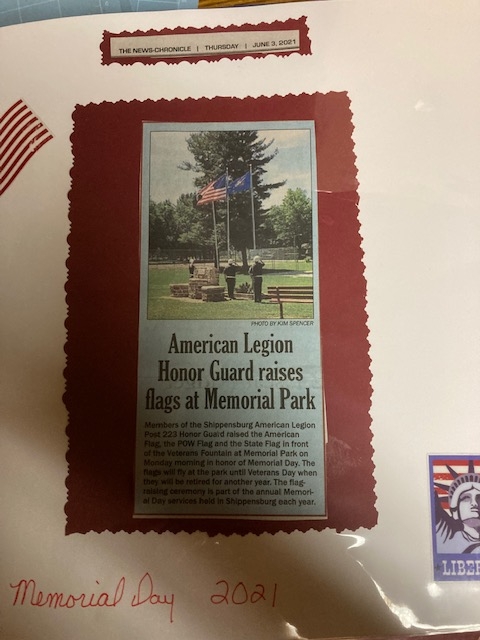 THE NEWS-CHRONICLE | THURSDAY | JUNE 3, 2021
PHOTO BY KIM SPENCER
American Legion
Honor Guard raises
flags at Memorial Park
Members of the Shippensburg American Legion
Post 223 Honor Guard raised the American
Flag, the POW Flag and the State Flag in front
of the Veterans Fountain at Memorial Park on
Monday morning in honor of Memorial Day. The
flags will fly at the park until Veterans Day when
they will be retired for another year. The flag-
raising ceremony is part of the annual Memori-
al Day services held in Shippensburg each year.
LIBER
Memorial Day 2021